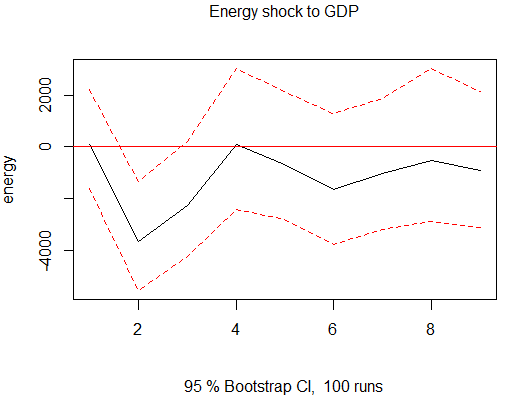 Energy shock to GDP
energy
2000
0
-4000
2 4 6 8
95 % Bootstrap CI, 100 runs